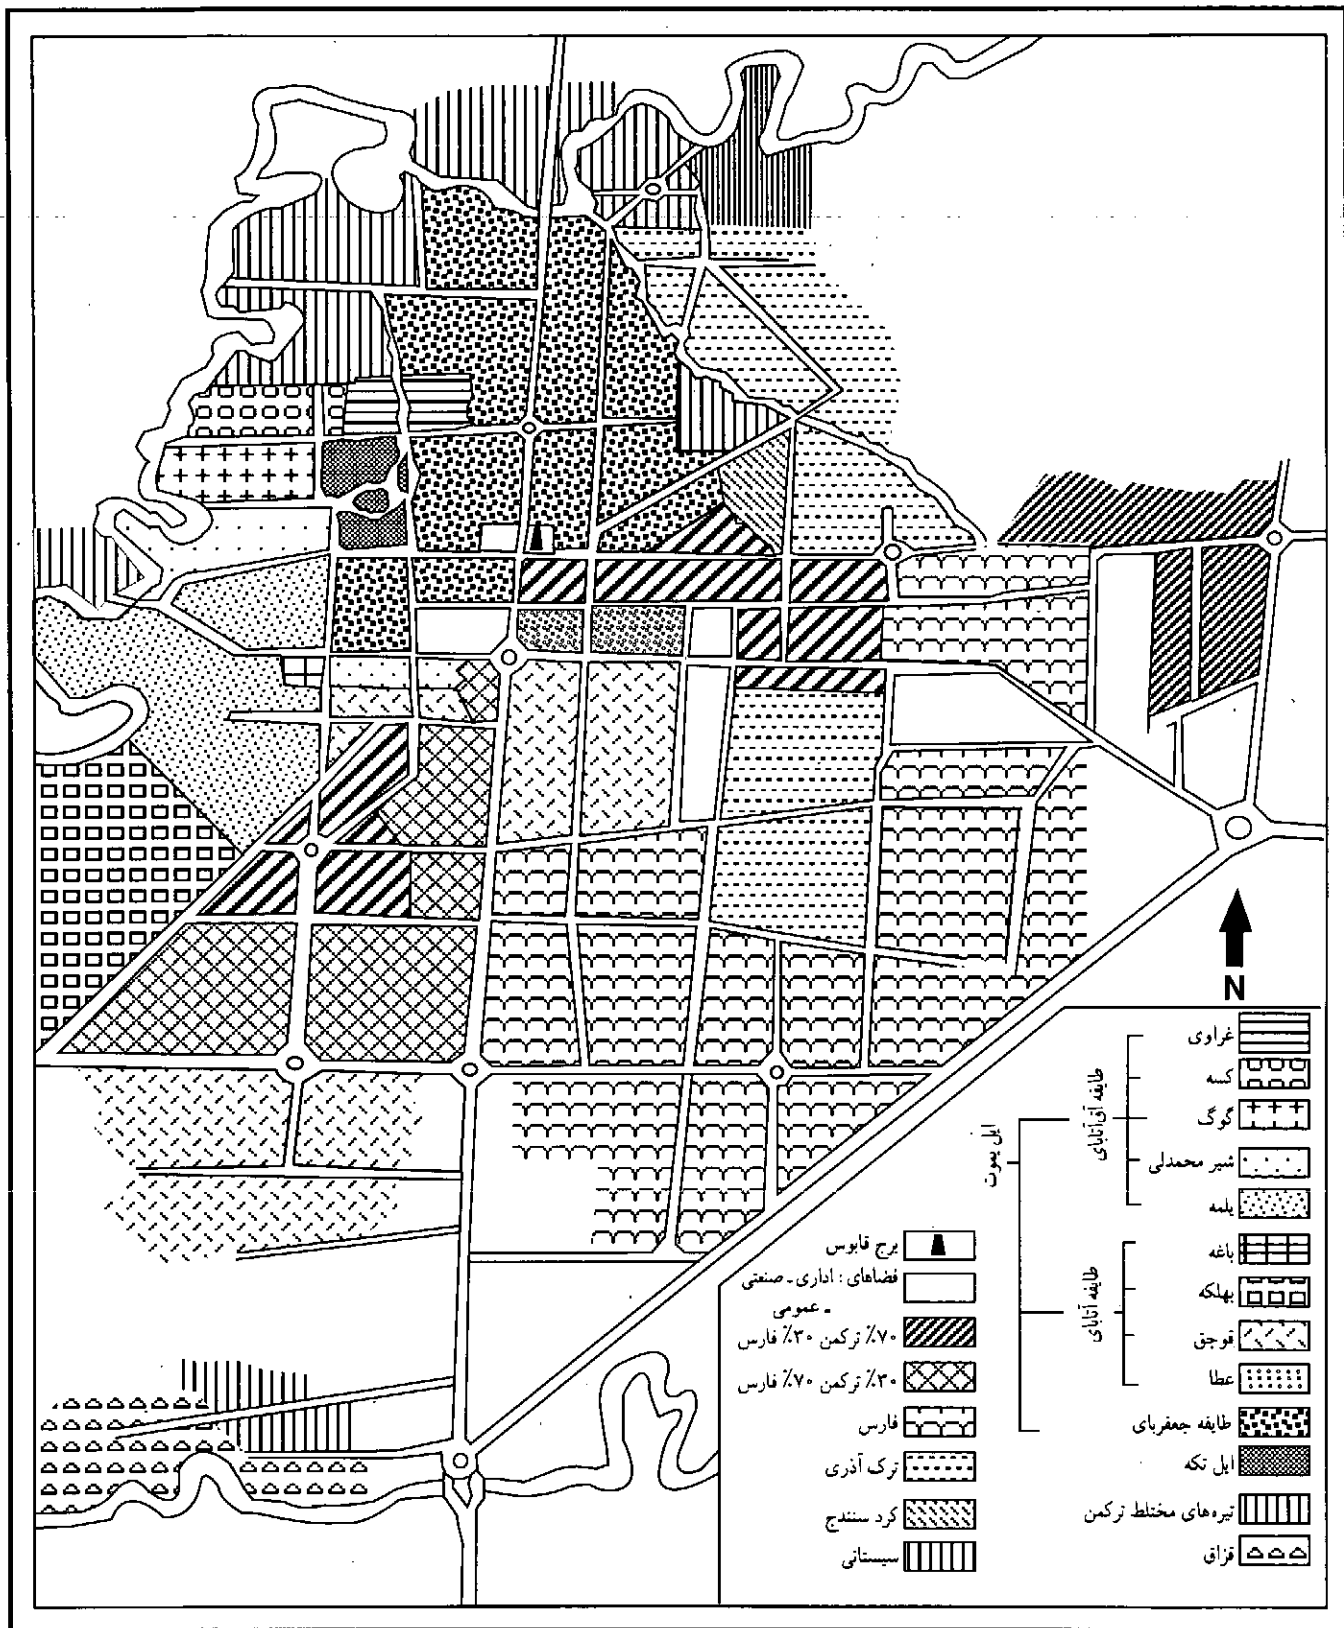 N
غراوی
کسه
گوگ
شیر محمدلی
یلمه
طایفه آق‌آتابای
باغه
بهلکه
قوجق
عطا
طایفه آتابای
ایل یموت
طایفه جعفربای
ایل تکه
تیره‌های مختلط ترکمن
قزاق
برج قابوس
فضاهای : اداری - صنعتی
- عمومی
۷۰٪ ترکمن ۳۰٪ فارس
۳۰٪ ترکمن ۷۰٪ فارس
فارس
ترک آذری
کرد سنندج
سیستانی